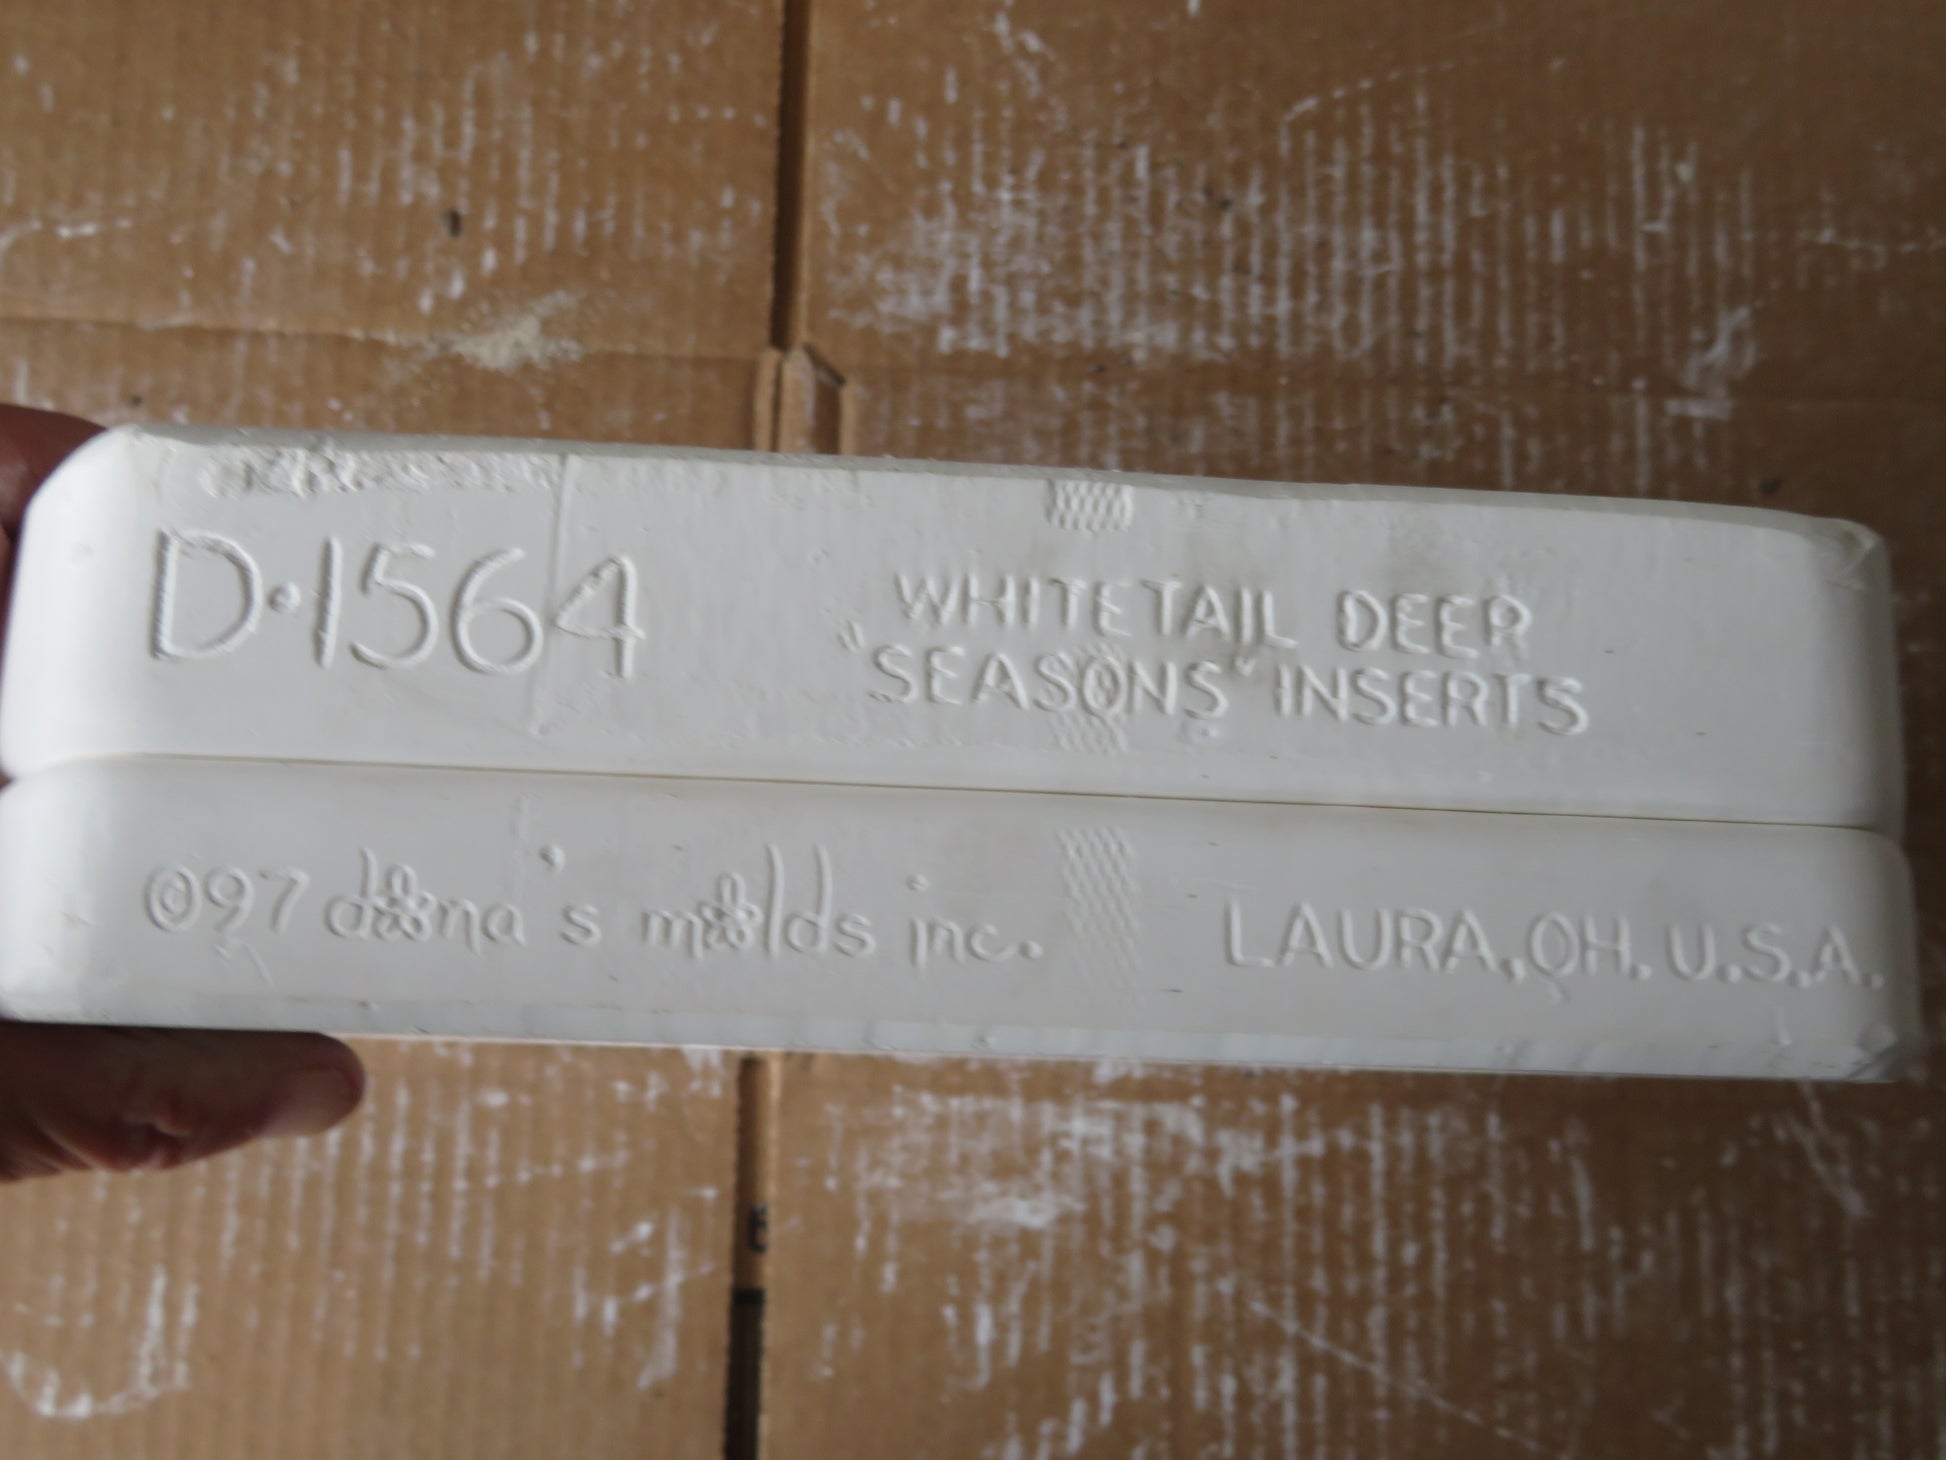 D·1564
WHITETAIL DEER
"SEASONS" INSERTS
©97 dona's molds inc.
LAURA, OH. U.S.A.